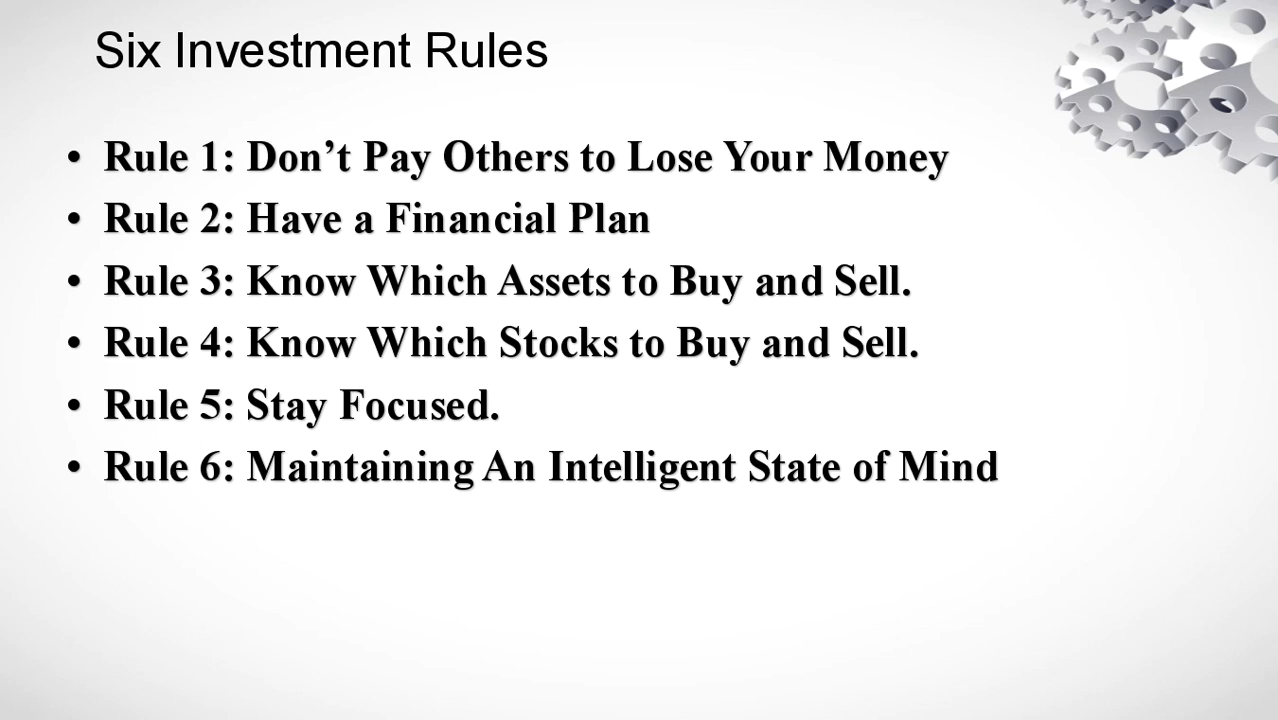 Six Investment Rules
• Rule 1: Don’t Pay Others to Lose Your Money
• Rule 2: Have a Financial Plan
• Rule 3: Know Which Assets to Buy and Sell.
• Rule 4: Know Which Stocks to Buy and Sell.
• Rule 5: Stay Focused.
• Rule 6: Maintaining An Intelligent State of Mind